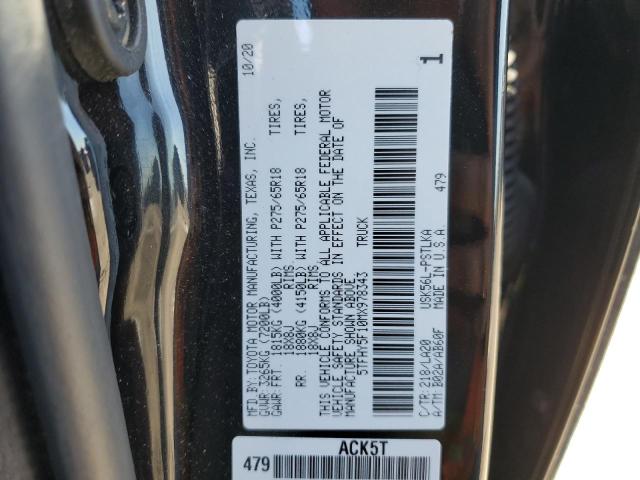 MFD.BY: TOYOTA MOTOR MANUFACTURING, TEXAS, INC. 10/20
GVWR: 3265KG (7200LB)
GAWR: FRT. 1815KG (4000LB) WITH P275/65R18 TIRES,
18X8J RIMS
RR. 1880KG (4150LB) WITH P275/65R18 TIRES,
18X8J RIMS
THIS VEHICLE CONFORMS TO ALL APPLICABLE FEDERAL MOTOR
VEHICLE SAFETY STANDARDS IN EFFECT ON THE DATE OF
MANUFACTURE SHOWN ABOVE.
5TFHY5F10MX978343 TRUCK
C/TR:218/LA20 USK56L-PSTLKA
A/TM:B02A/AB60F MADE IN U.S.A 479
1
479 ACK5T